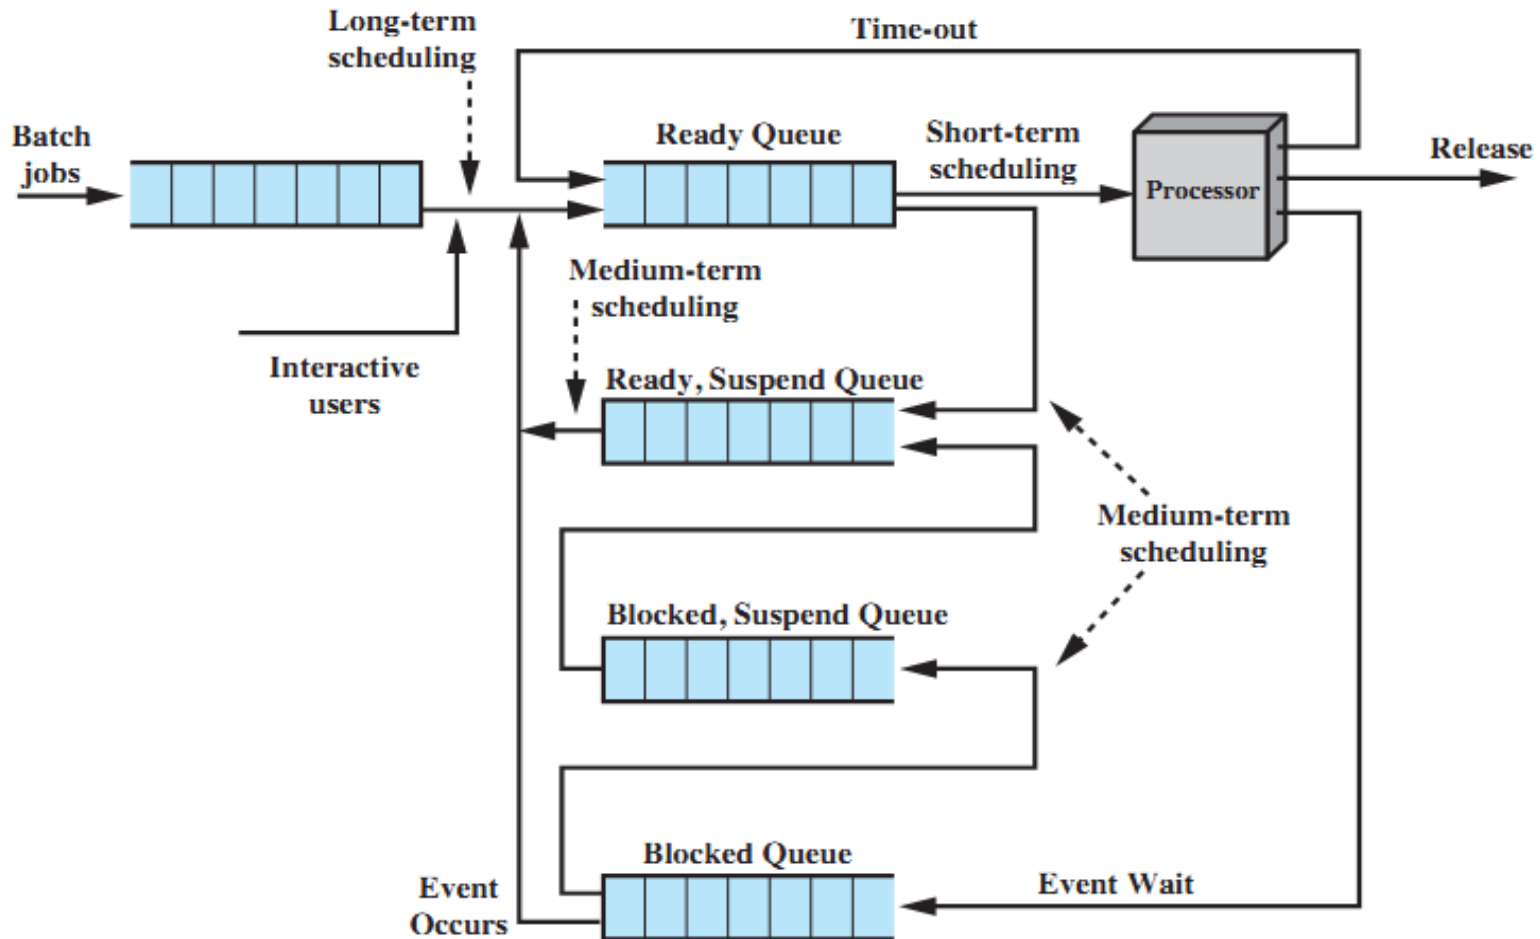 Long-term
scheduling
Time-out
Batch
jobs
Ready Queue
Short-term
scheduling
Processor
Release
Medium-term
scheduling
Interactive
users
Ready, Suspend Queue
Medium-term
scheduling
Blocked, Suspend Queue
Blocked Queue
Event
Occurs
Event Wait